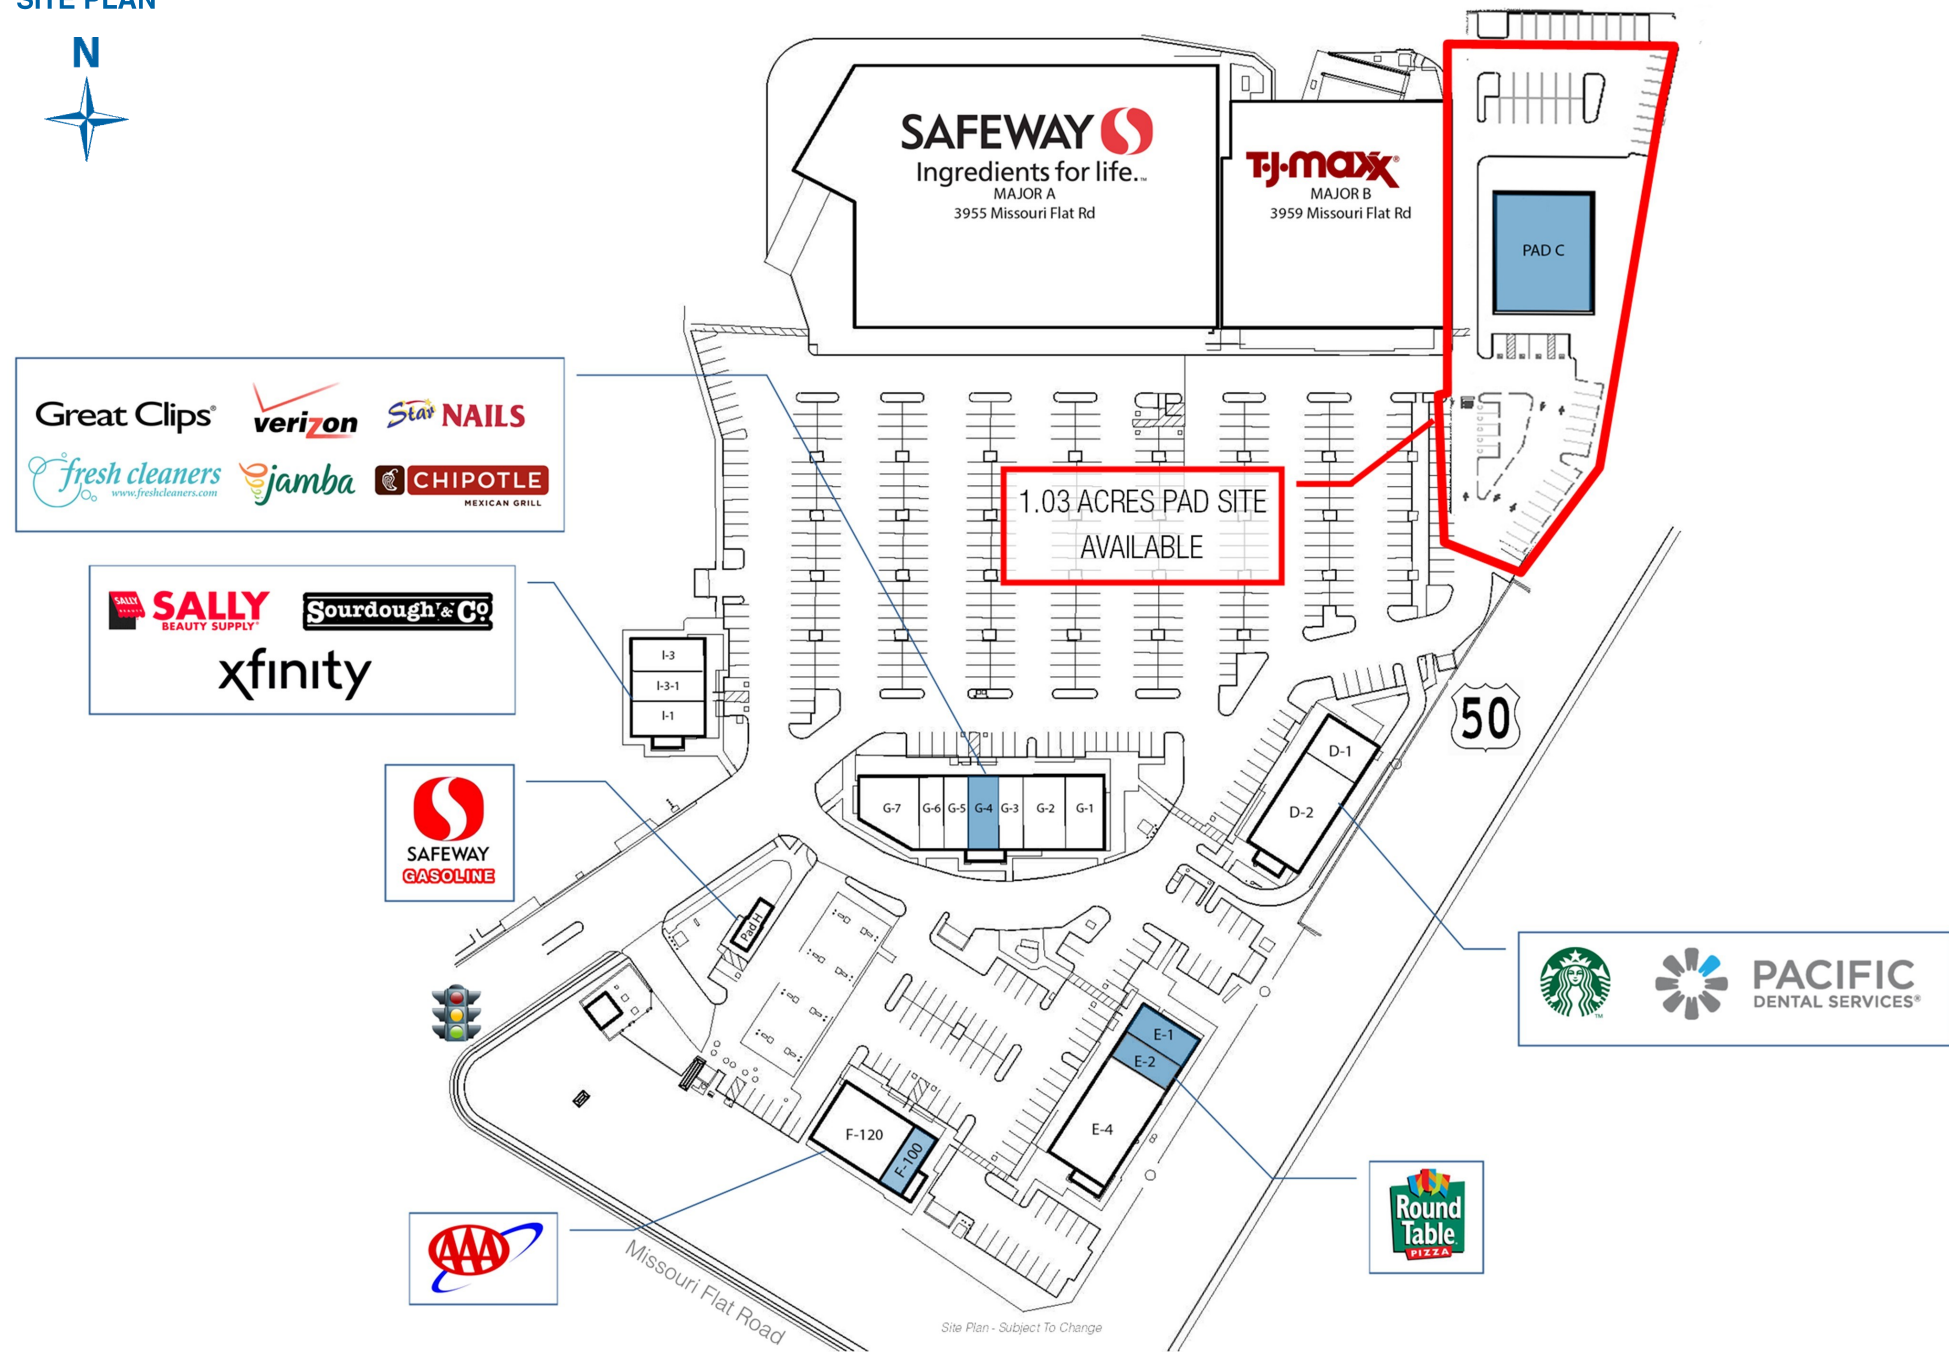 SITE PLAN
N
SAFEWAY
Ingredients for life.™
MAJOR A
3955 Missouri Flat Rd
T·J·maxx®
MAJOR B
3959 Missouri Flat Rd
PAD C
Great Clips®
verizon
Star NAILS
fresh cleaners
www.freshcleaners.com
jamba
CHIPOTLE
MEXICAN GRILL
1.03 ACRES PAD SITE
AVAILABLE
SALLY
SALLY
BEAUTY SUPPLY
Sourdough & Co
xfinity
I-3
I-3-1
I-1
50
D-1
D-2
G-7
G-6
G-5
G-4
G-3
G-2
G-1
SAFEWAY
GASOLINE
Pad H
PACIFIC
DENTAL SERVICES®
E-1
E-2
E-4
F-120
F-100
Round
Table
PIZZA
AAA
Missouri Flat Road
Site Plan - Subject To Change